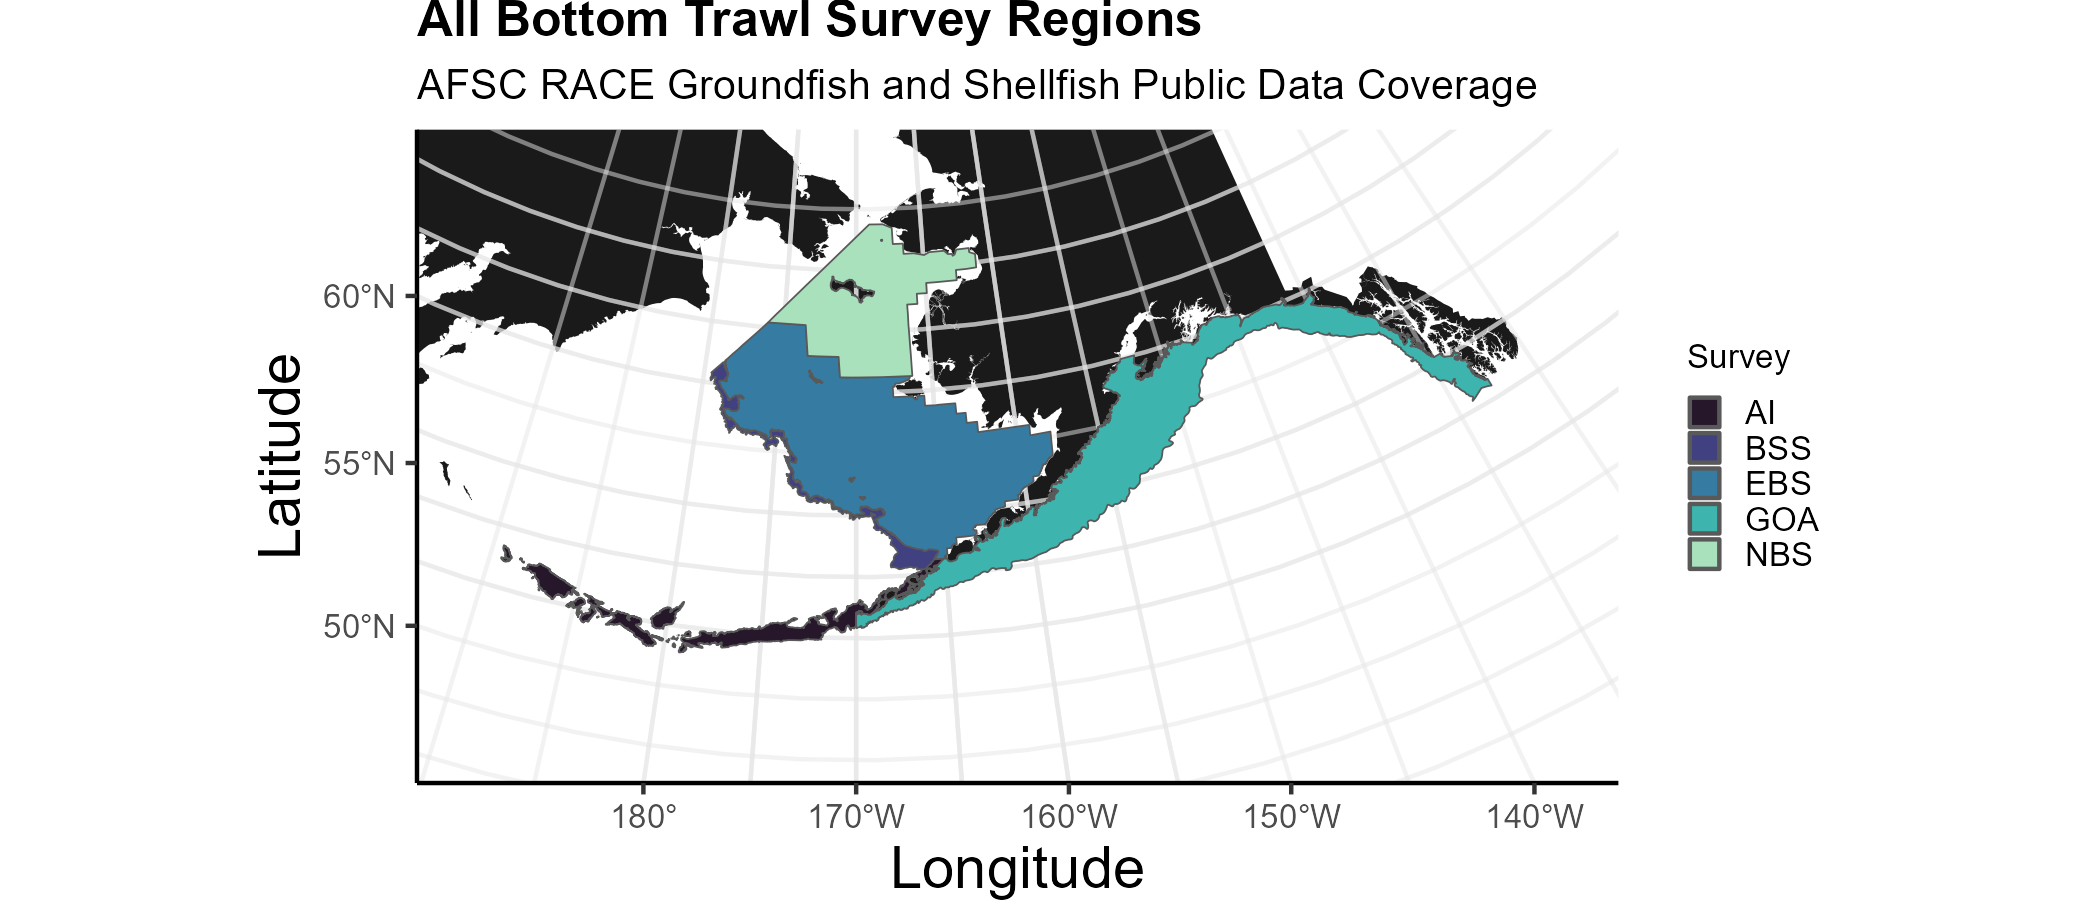 All Bottom Trawl Survey Regions
AFSC RACE Groundfish and Shellfish Public Data Coverage
60°N
55°N
50°N
Latitude
180°
170°W
160°W
150°W
140°W
Longitude
Survey
AI
BSS
EBS
GOA
NBS